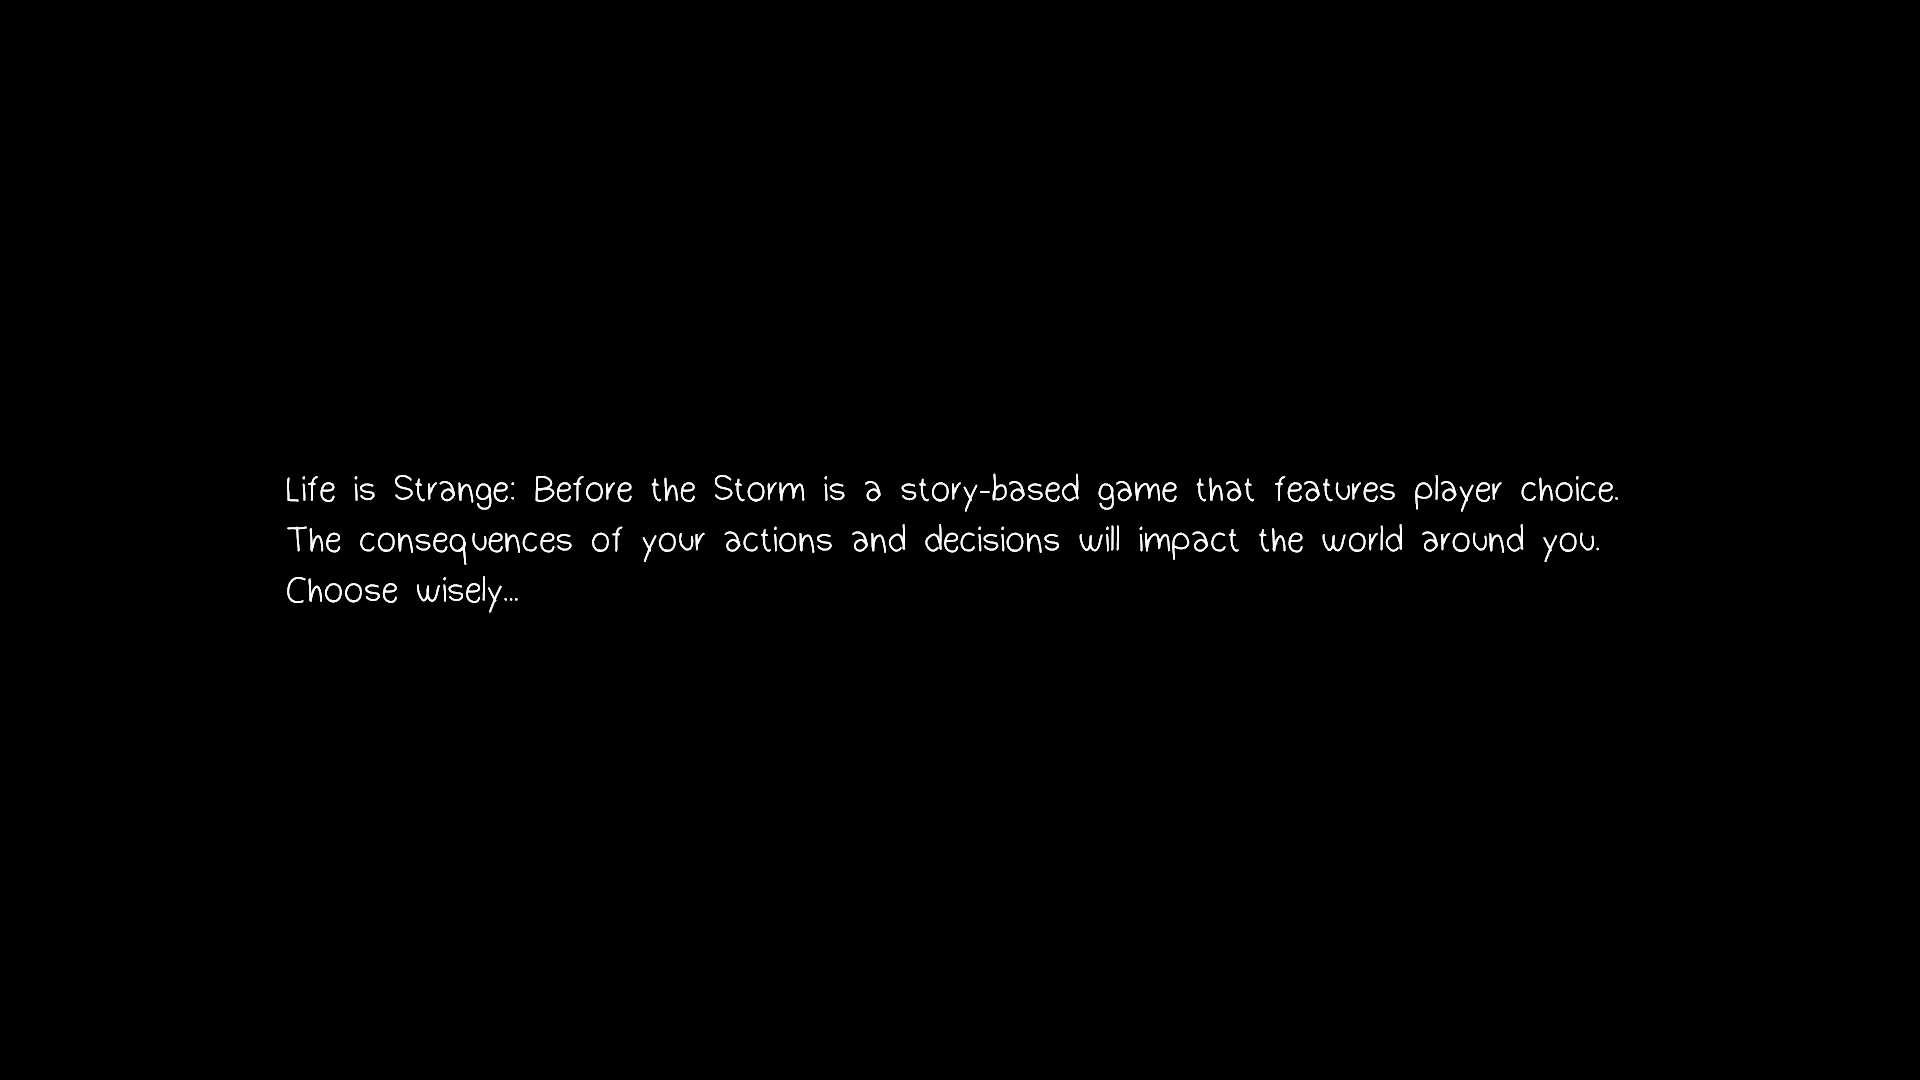 Life is Strange: Before the Storm is a story-based game that features player choice.
The consequences of your actions and decisions will impact the world around you.
Choose wisely...